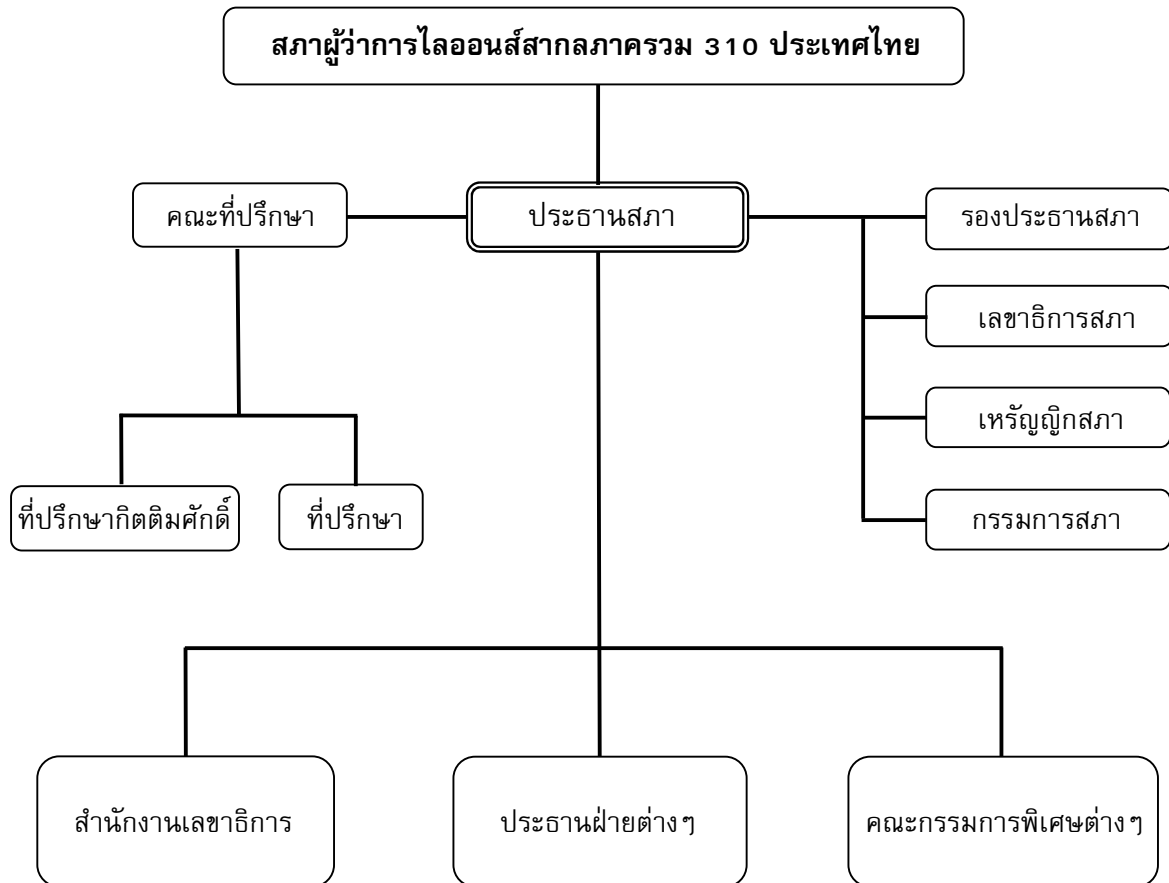 สภาผู้ว่าการไลออนส์สากลภาครวม 310 ประเทศไทย
คณะที่ปรึกษา
ประธานสภา
รองประธานสภา
เลขาธิการสภา
เหรัญญิกสภา
ที่ปรึกษากิตติมศักดิ์
ที่ปรึกษา
กรรมการสภา
สำนักงานเลขาธิการ
ประธานฝ่ายต่างๆ
คณะกรรมการพิเศษต่างๆ